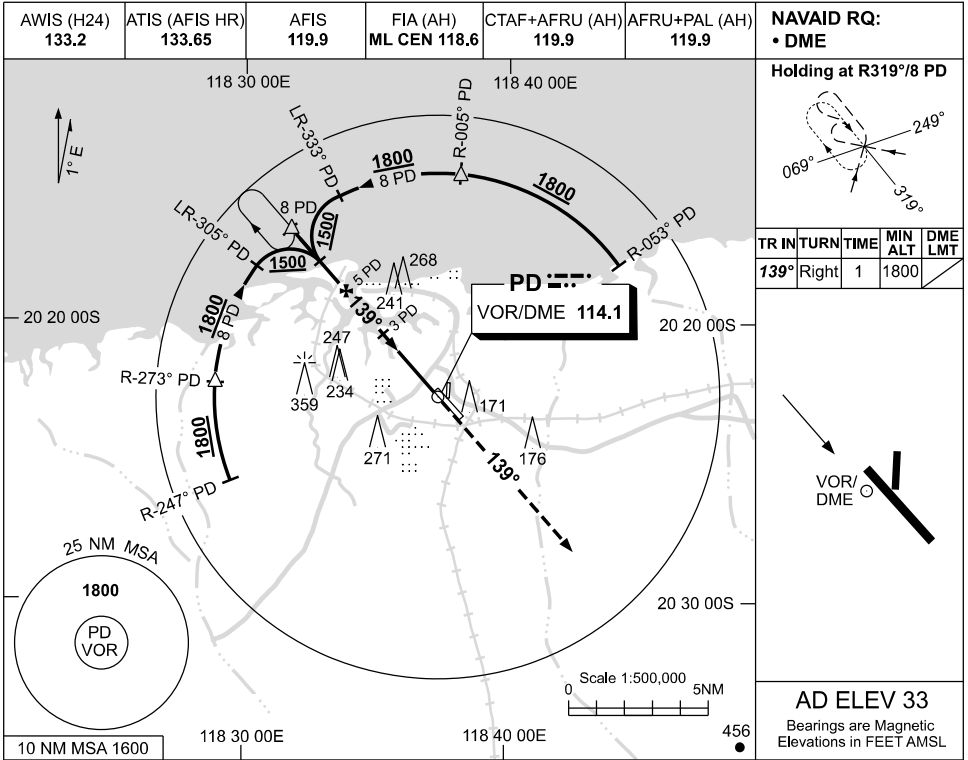 AWIS (H24)
133.2
ATIS (AFIS HR)
133.65
AFIS
119.9
FIA (AH)
ML CEN 118.6
CTAF+AFRU (AH)
119.9
AFRU+PAL (AH)
119.9
NAVAID RQ:
• DME
118 30 00E
118 40 00E
1° E
LR-333° PD
R-005° PD
1800
8 PD
1800
LR-305° PD
8 PD
1500
1500
R-053° PD
1800
8 PD
5 PD
139°
3 PD
268
241
PD
VOR/DME 114.1
20 20 00S
20 20 00S
247
234
359
R-273° PD
171
271
176
1800
139°
R-247° PD
25 NM MSA
1800
PD
VOR
20 30 00S
Scale 1:500,000
0
5NM
10 NM MSA 1600
118 30 00E
118 40 00E
456
Holding at R319°/8 PD
249°
069°
319°
TR IN
TURN
TIME
MIN
ALT
DME
LMT
139°
Right
1
1800
VOR/
DME
AD ELEV 33
Bearings are Magnetic
Elevations in FEET AMSL